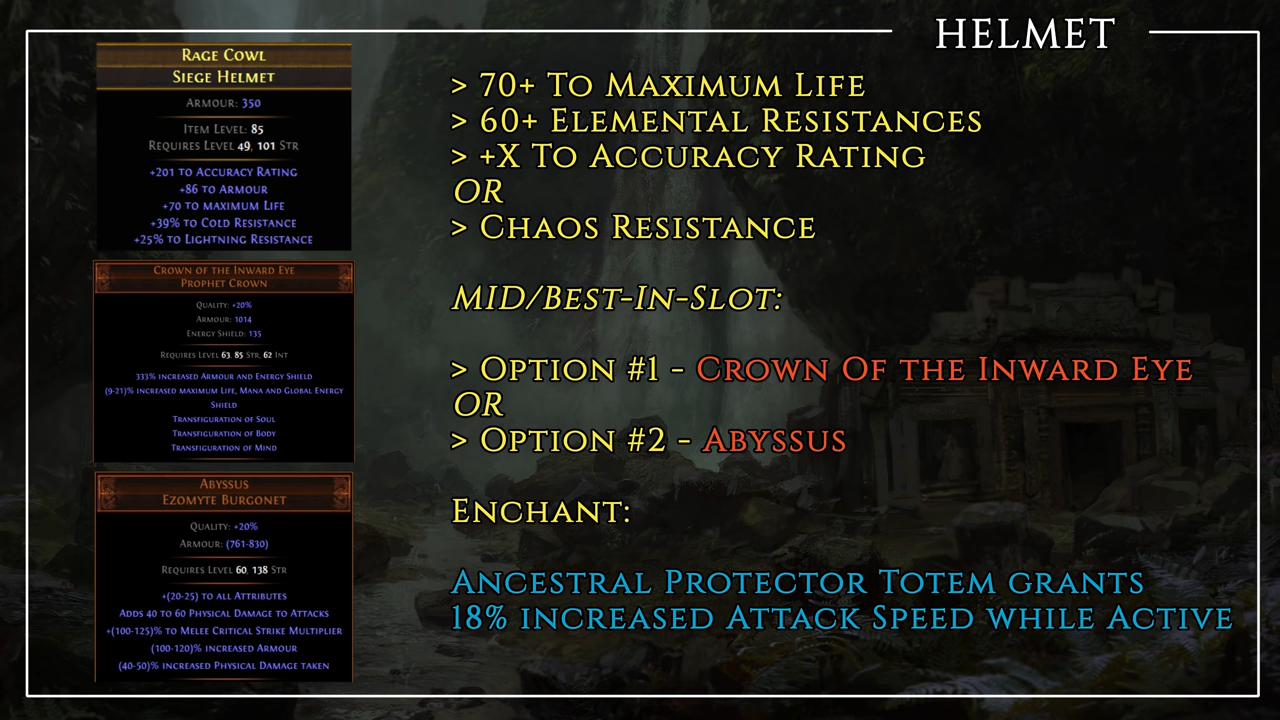 HELMET
Rage Cowl
Siege Helmet
Armour: 350
Item Level: 85
Requires Level 49, 101 Str
+201 to Accuracy Rating
+86 to Armour
+70 to maximum Life
+39% to Cold Resistance
+25% to Lightning Resistance
Crown of the Inward Eye
Prophet Crown
Quality: +20%
Armour: 1014
Energy Shield: 135
Requires Level 63, 85 Str, 62 Int
333% increased Armour and Energy Shield
(9-21)% increased maximum Life, Mana and Global Energy
Shield
Transfiguration of Soul
Transfiguration of Body
Transfiguration of Mind
Abyssus
Ezomyte Burgonet
Quality: +20%
Armour: (761-830)
Requires Level 60, 138 Str
+(20-25) to all Attributes
Adds 40 to 60 Physical Damage to Attacks
+(100-125)% to Melee Critical Strike Multiplier
(100-120)% increased Armour
(40-50)% increased Physical Damage taken
> 70+ To Maximum Life
> 60+ Elemental Resistances
> +X To Accuracy Rating
OR
> Chaos Resistance
MID/Best-In-Slot:
> Option #1 - Crown Of the Inward Eye
OR
> Option #2 - Abyssus
Enchant:
Ancestral Protector Totem grants
18% increased Attack Speed while Active